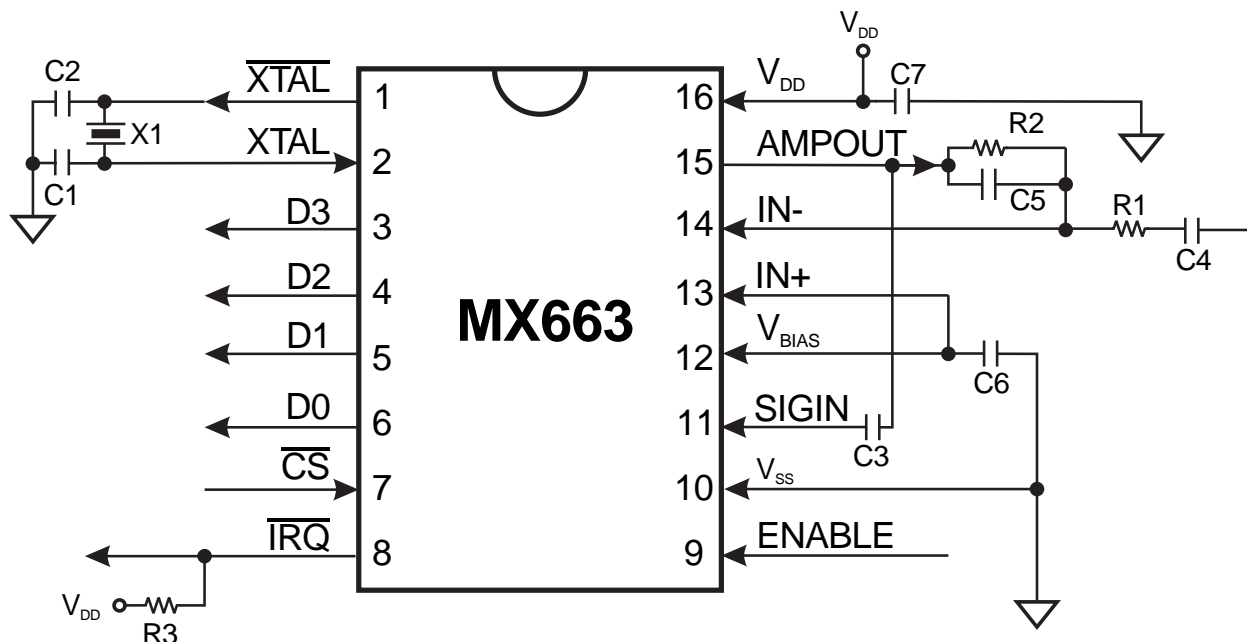 V_DD
C2
XTAL
1
16
V_DD
C7
X1
XTAL
2
15
AMPOUT
R2
C1
C5
D3
3
14
IN-
R1
C4
D2
4
13
IN+
MX663
D1
5
12
V_BIAS
C6
D0
6
11
SIGIN
C3
CS
7
10
V_SS
IRQ
8
9
ENABLE
V_DD
R3